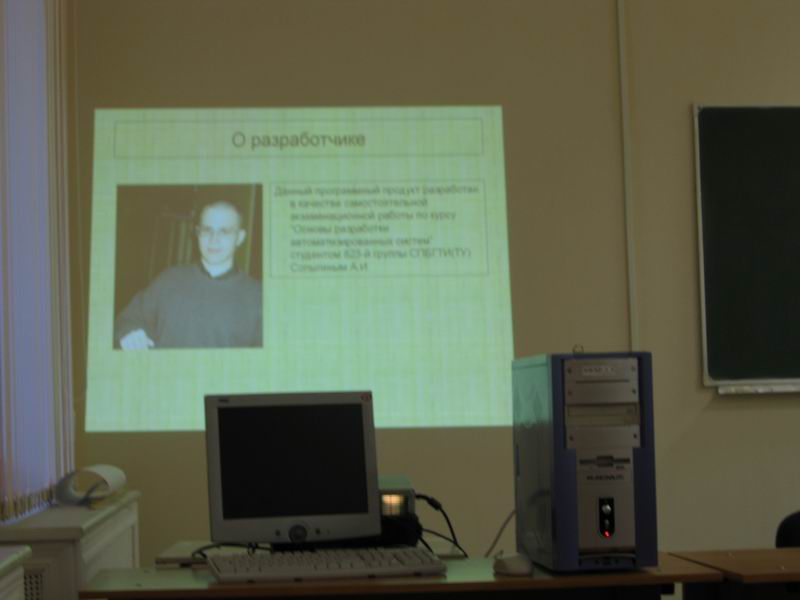 О разработчике
Данный программный продукт разработан
в качестве самостоятельной
экзаменационной работы по курсу
"Основы разработки
автоматизированных систем"
студентом 823-й группы СПБГТИ(ТУ)
А.И.